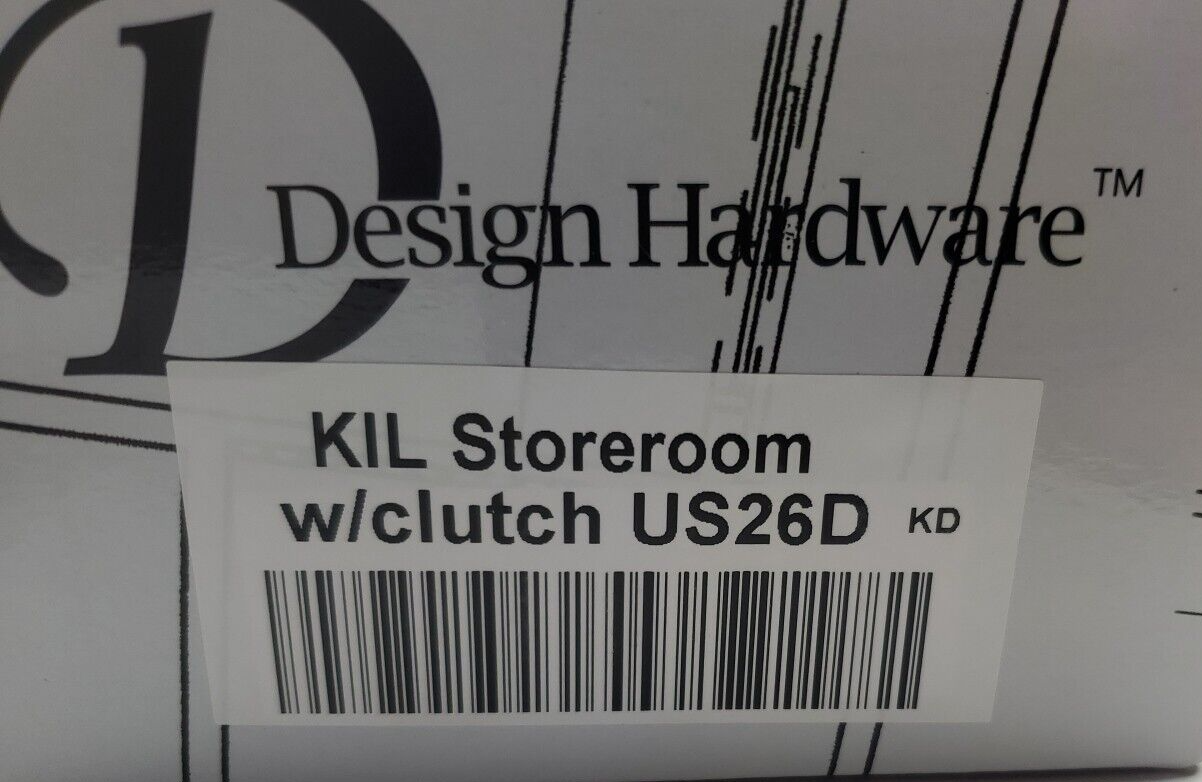 D
Design Hardware™
KIL Storeroom
w/clutch US26D KD